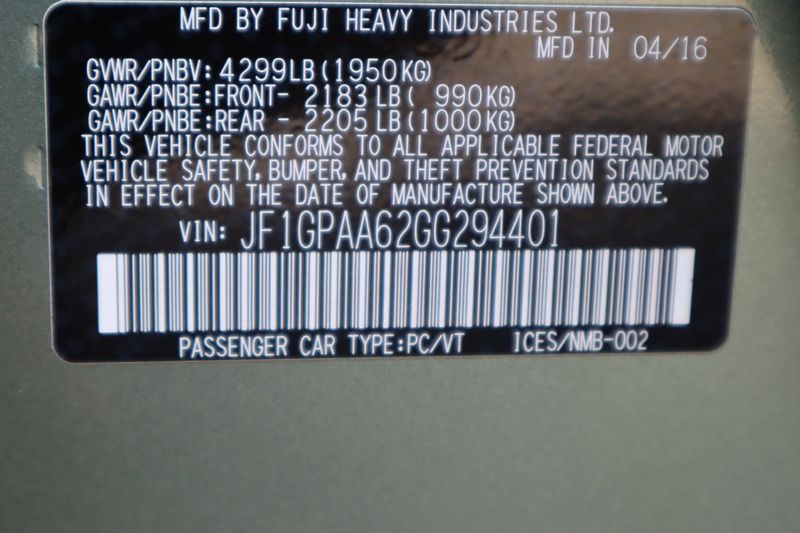 MFD BY FUJI HEAVY INDUSTRIES LTD.
MFD IN 04/16
GVWR/PNBV: 4299LB (1950KG)
GAWR/PNBE:FRONT- 2183 LB ( 990KG)
GAWR/PNBE:REAR - 2205 LB (1000KG)
THIS VEHICLE CONFORMS TO ALL APPLICABLE FEDERAL MOTOR
VEHICLE SAFETY, BUMPER, AND THEFT PREVENTION STANDARDS
IN EFFECT ON THE DATE OF MANUFACTURE SHOWN ABOVE.
VIN: JF1GPAA62GG294401
PASSENGER CAR TYPE:PC/VT ICES/NMB-002